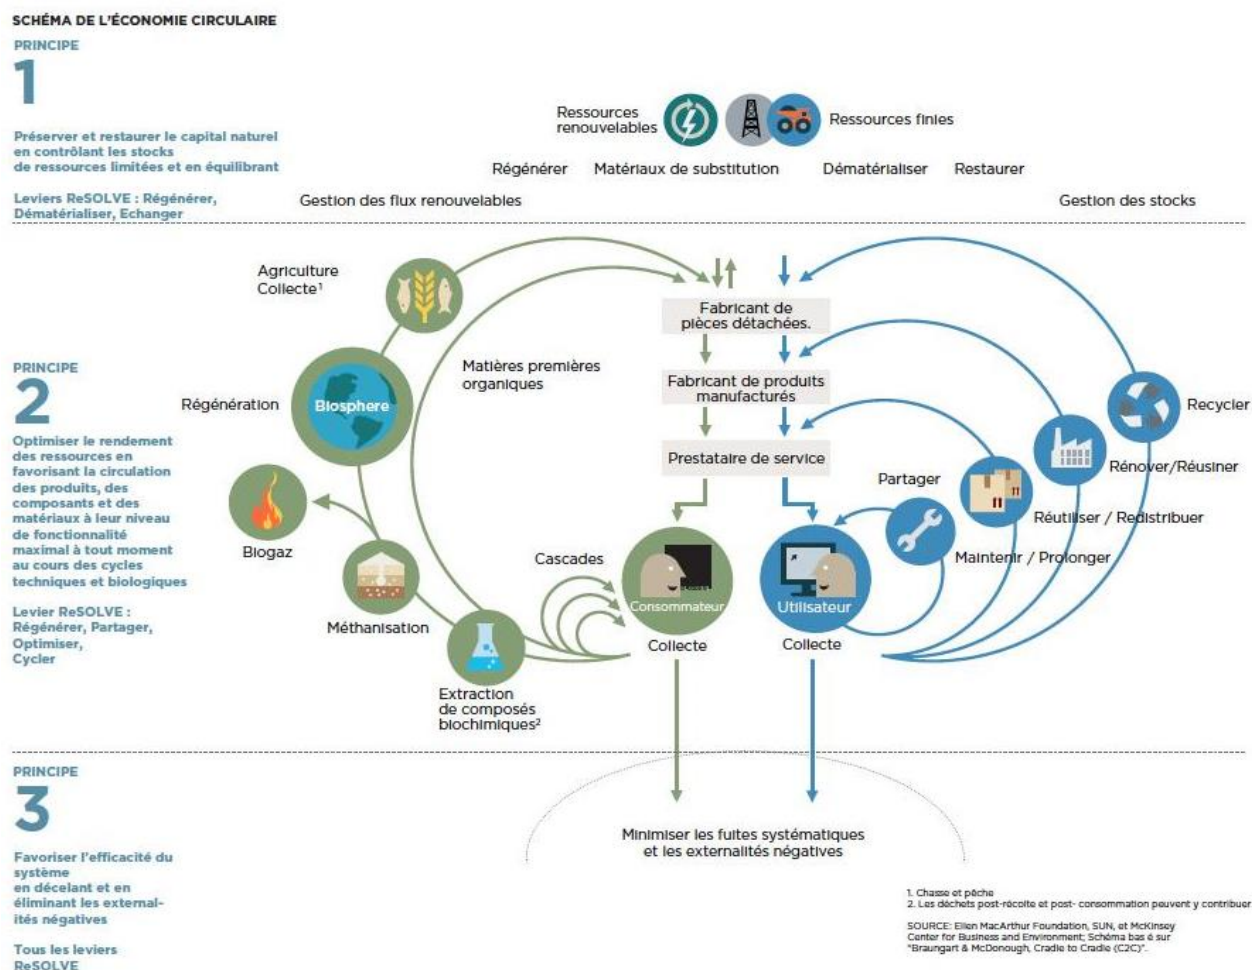 SCHÉMA DE L'ÉCONOMIE CIRCULAIRE
PRINCIPE
1
Préserver et restaurer le capital naturel
en contrôlant les stocks
de ressources limitées et en équilibrant
Leviers ReSOLVE : Régénérer,
Dématérialiser, Echanger
Ressources
renouvelables
Ressources finies
Régénérer
Matériaux de substitution
Dématérialiser
Restaurer
Gestion des flux renouvelables
Gestion des stocks
PRINCIPE
2
Optimiser le rendement
des ressources en
favorisant la circulation
des produits, des
composants et des
matériaux à leur niveau
de fonctionnalité
maximal à tout moment
au cours des cycles
techniques et biologiques
Levier ReSOLVE :
Régénérer, Partager,
Optimiser,
Cycler
Agriculture
Collecte¹
Régénération
Biosphere
Matières premières
organiques
Biogaz
Méthanisation
Cascades
Extraction
de composés
biochimiques²
Fabricant de
pièces détachées.
Fabricant de produits
manufacturés
Prestataire de service
Consommateur
Utilisateur
Collecte
Collecte
Partager
Maintenir / Prolonger
Réutiliser / Redistribuer
Rénover/Réusiner
Recycler
PRINCIPE
3
Favoriser l'efficacité du
système
en décelant et en
éliminant les external-
ités négatives
Tous les leviers
ReSOLVE
Minimiser les fuites systématiques
et les externalités négatives
1. Chasse et pêche
2. Les déchets post-récolte et post- consommation peuvent y contribuer
SOURCE: Ellen MacArthur Foundation, SUN, et McKinsey
Center for Business and Environment; Schéma bas é sur
"Braungart & McDonough, Cradle to Cradle (C2C)".